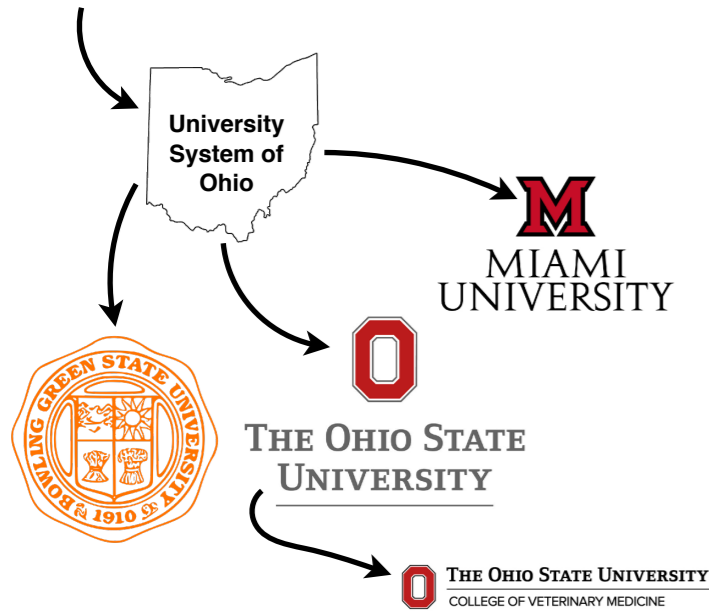 University
System of
Ohio
M
MIAMI
UNIVERSITY
BOWLING GREEN STATE UNIVERSITY
1910
O
THE OHIO STATE
UNIVERSITY
O
THE OHIO STATE UNIVERSITY
COLLEGE OF VETERINARY MEDICINE